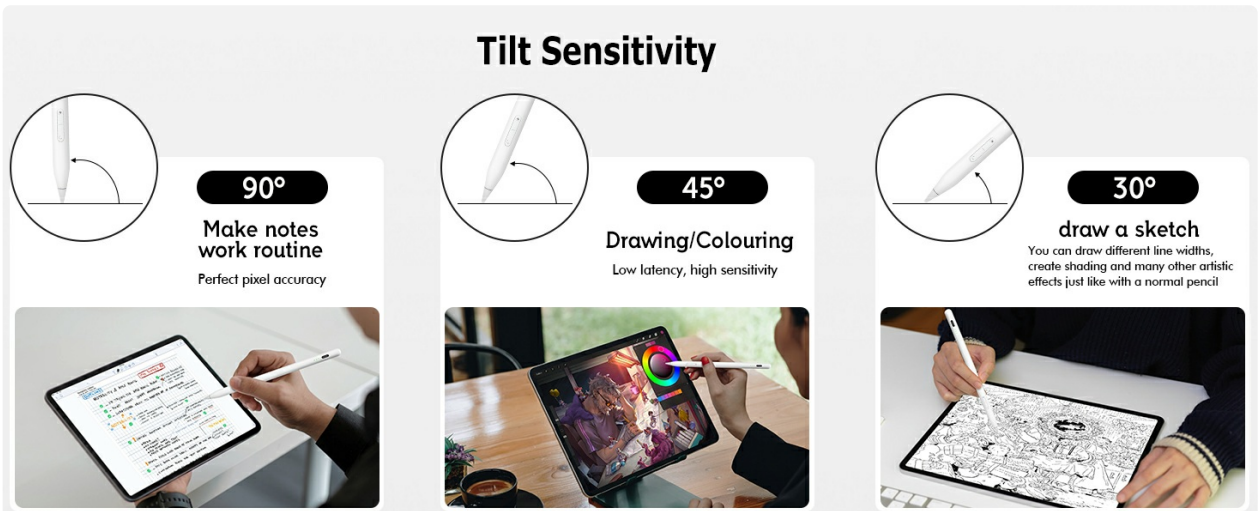 Tilt Sensitivity
90°
Make notes
work routine
Perfect pixel accuracy
45°
Drawing/Colouring
Low latency, high sensitivity
30°
draw a sketch
You can draw different line widths,
create shading and many other artistic
effects just like with a normal pencil